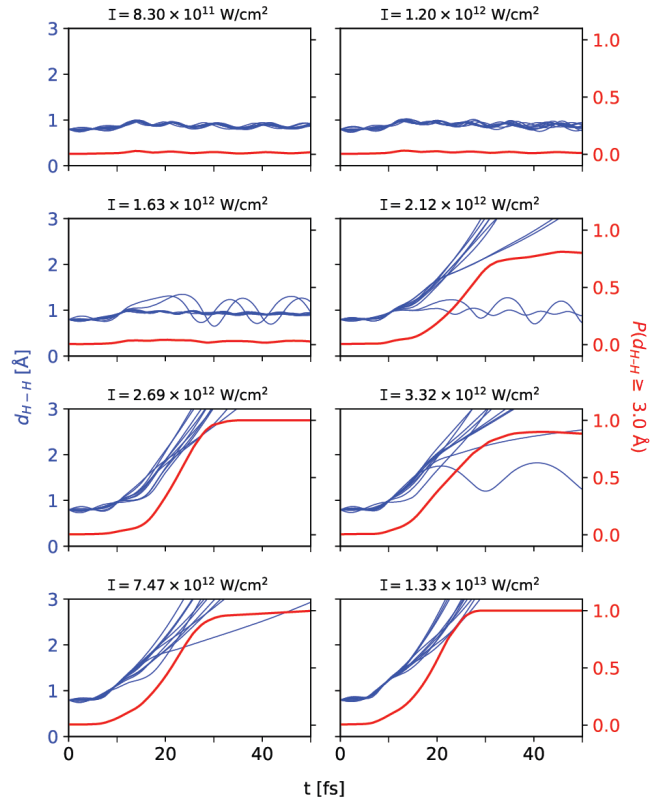 I = 8.30 × 10¹¹ W/cm²
I = 1.20 × 10¹² W/cm²
3
2
1
0
1.0
0.5
0.0
I = 1.63 × 10¹² W/cm²
I = 2.12 × 10¹² W/cm²
3
2
1
0
1.0
0.5
0.0
d_{H−H} [Å]
P(d_{H-H} ≥ 3.0 Å)
I = 2.69 × 10¹² W/cm²
I = 3.32 × 10¹² W/cm²
3
2
1
0
1.0
0.5
0.0
I = 7.47 × 10¹² W/cm²
I = 1.33 × 10¹³ W/cm²
3
2
1
0
1.0
0.5
0.0
0 20 40 0 20 40
t [fs]